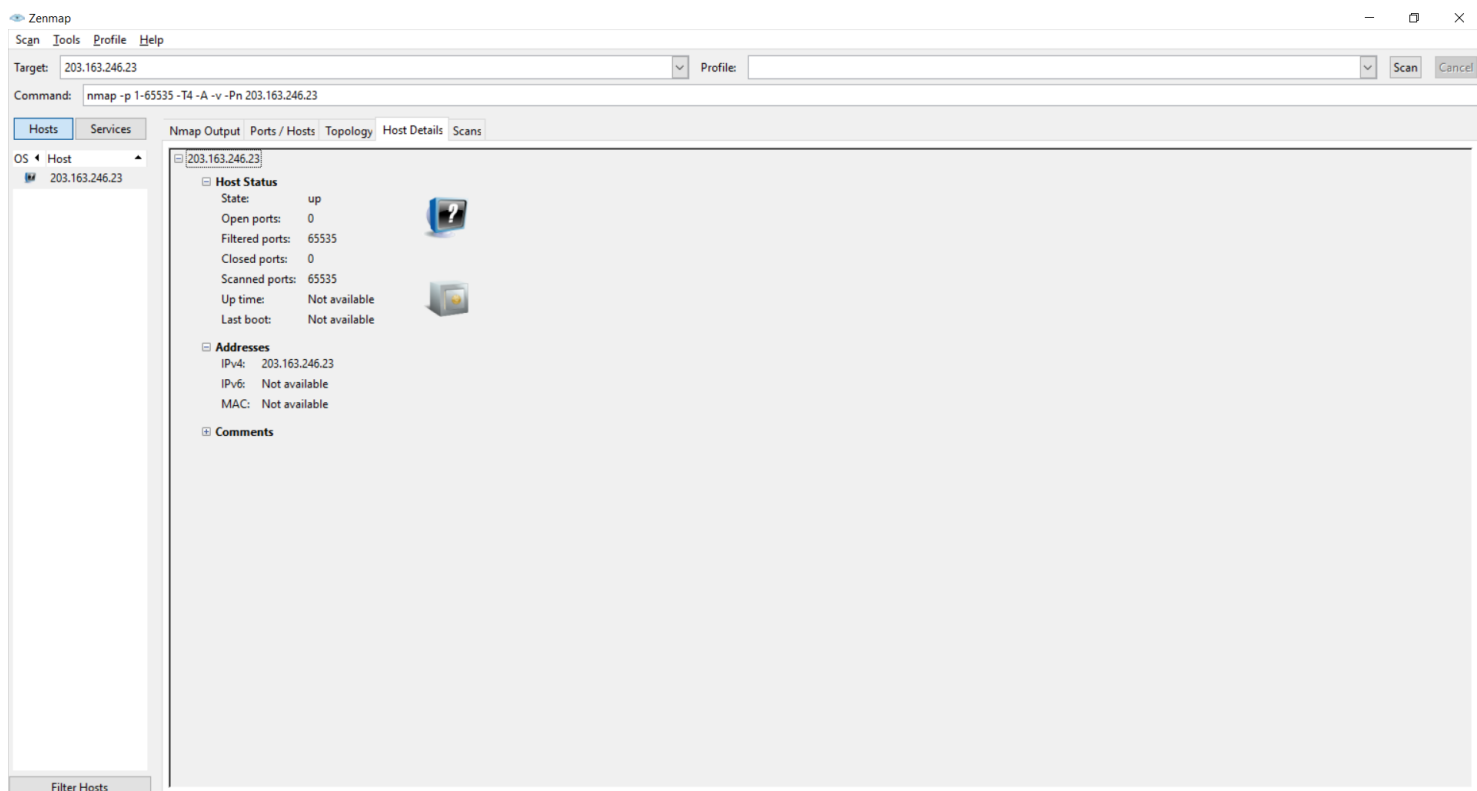 Zenmap
Scan Tools Profile Help
Target: 203.163.246.23 Profile: Scan Cancel
Command: nmap -p 1-65535 -T4 -A -v -Pn 203.163.246.23
Hosts Services Nmap Output Ports / Hosts Topology Host Details Scans
OS Host
203.163.246.23
203.163.246.23
Host Status
State: up
Open ports: 0
Filtered ports: 65535
Closed ports: 0
Scanned ports: 65535
Up time: Not available
Last boot: Not available
Addresses
IPv4: 203.163.246.23
IPv6: Not available
MAC: Not available
Comments
Filter Hosts